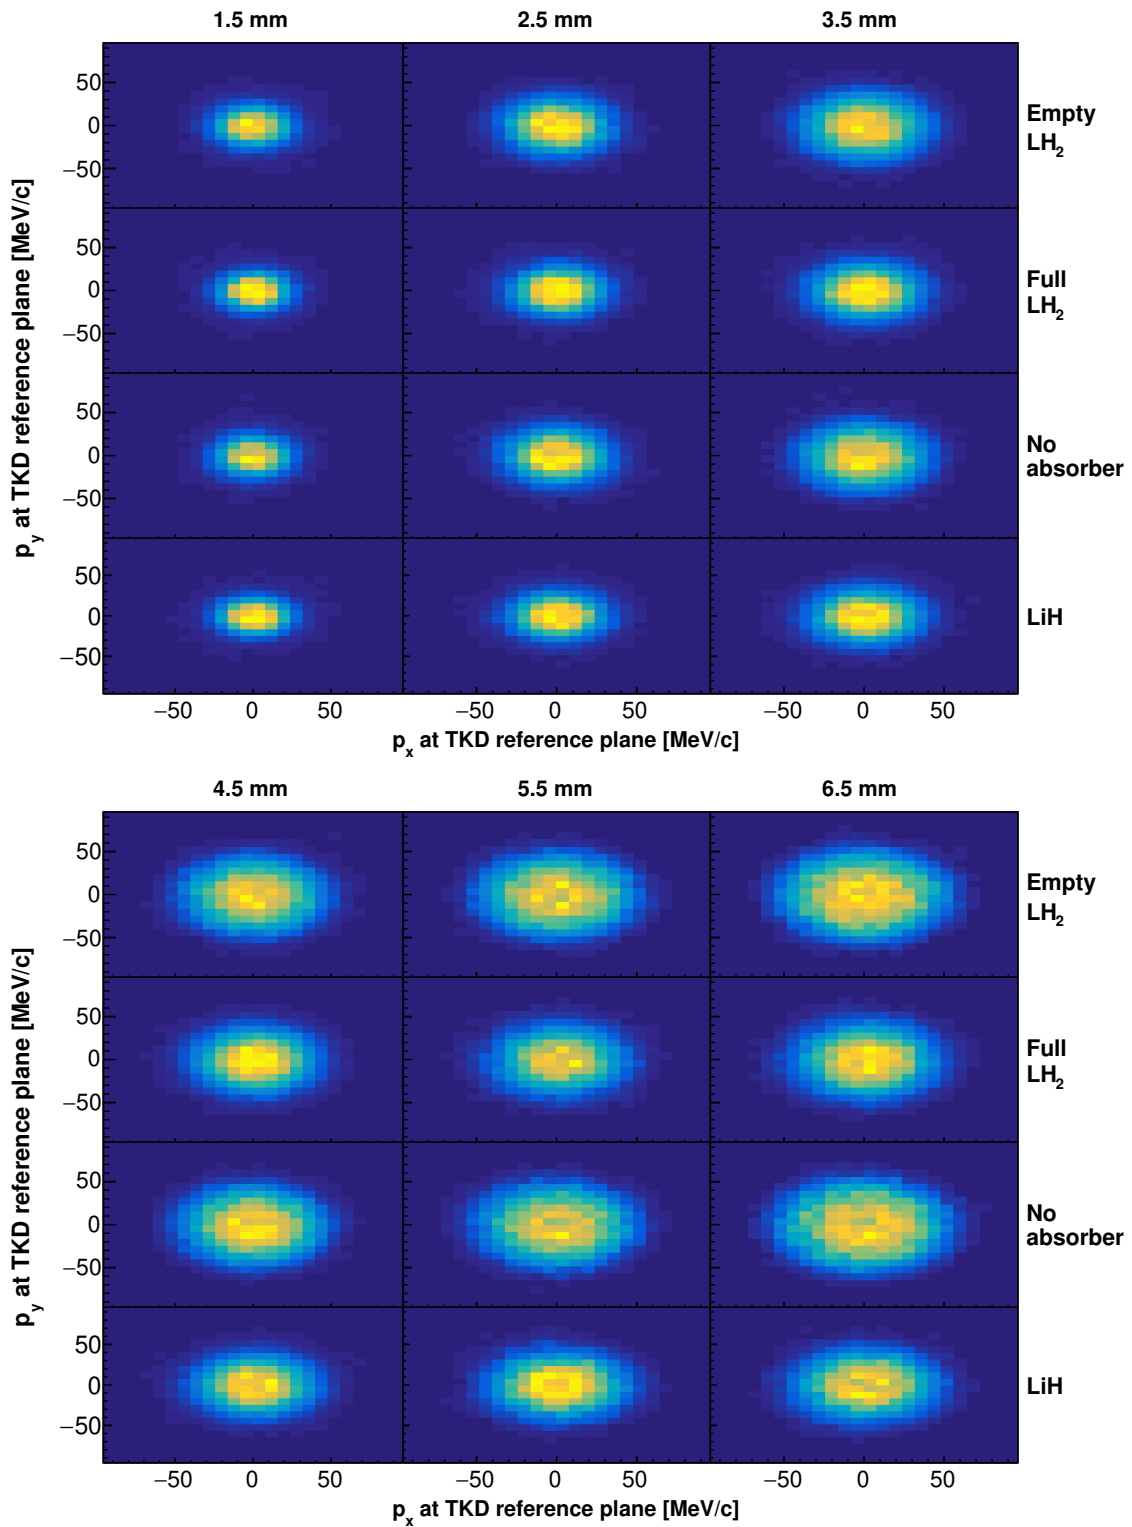 1.5 mm 2.5 mm 3.5 mm
50
0
−50
Empty
LH2
50
0
−50
Full
LH2
50
0
−50
No
absorber
50
0
−50
LiH
py at TKD reference plane [MeV/c]
−50 0 50 −50 0 50 −50 0 50
px at TKD reference plane [MeV/c]
4.5 mm 5.5 mm 6.5 mm
50
0
−50
Empty
LH2
50
0
−50
Full
LH2
50
0
−50
No
absorber
50
0
−50
LiH
py at TKD reference plane [MeV/c]
−50 0 50 −50 0 50 −50 0 50
px at TKD reference plane [MeV/c]